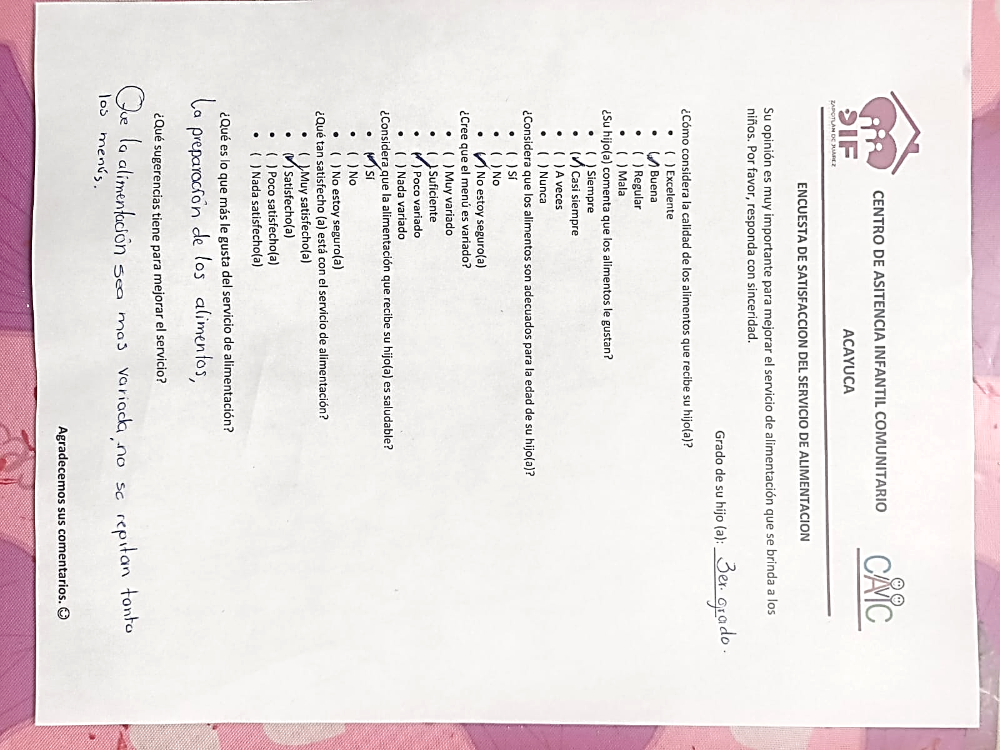 CENTRO DE ASITENCIA INFANTIL COMUNITARIO
ACAYUCA
DIF
ZAPOTLÁN DE JUÁREZ
CAVIC
ENCUESTA DE SATISFACCION DEL SERVICIO DE ALIMENTACION
Su opinión es muy importante para mejorar el servicio de alimentación que se brinda a los
niños. Por favor, responda con sinceridad.
Grado de su hijo (a): 3er. grado.
¿Cómo considera la calidad de los alimentos que recibe su hijo(a)?
• ( ) Excelente
• (✓) Buena
• ( ) Regular
• ( ) Mala
¿Su hijo(a) comenta que los alimentos le gustan?
• ( ) Siempre
• (✓) Casi siempre
• ( ) A veces
• ( ) Nunca
¿Considera que los alimentos son adecuados para la edad de su hijo(a)?
• ( ) Sí
• ( ) No
• (✓) No estoy seguro(a)
¿Cree que el menú es variado?
• ( ) Muy variado
• ( ) Suficiente
• (✓) Poco variado
• ( ) Nada variado
¿Considera que la alimentación que recibe su hijo(a) es saludable?
• (✓) Sí
• ( ) No
• ( ) No estoy seguro(a)
¿Qué tan satisfecho (a) está con el servicio de alimentación?
• ( ) Muy satisfecho(a)
• (✓) Satisfecho(a)
• ( ) Poco satisfecho(a)
• ( ) Nada satisfecho(a)
¿Qué es lo que más le gusta del servicio de alimentación?
La preparación de los alimentos,
¿Qué sugerencias tiene para mejorar el servicio?
Que la alimentación sea mas variada, no se repitan tanto
los menús.
Agradecemos sus comentarios. ☺